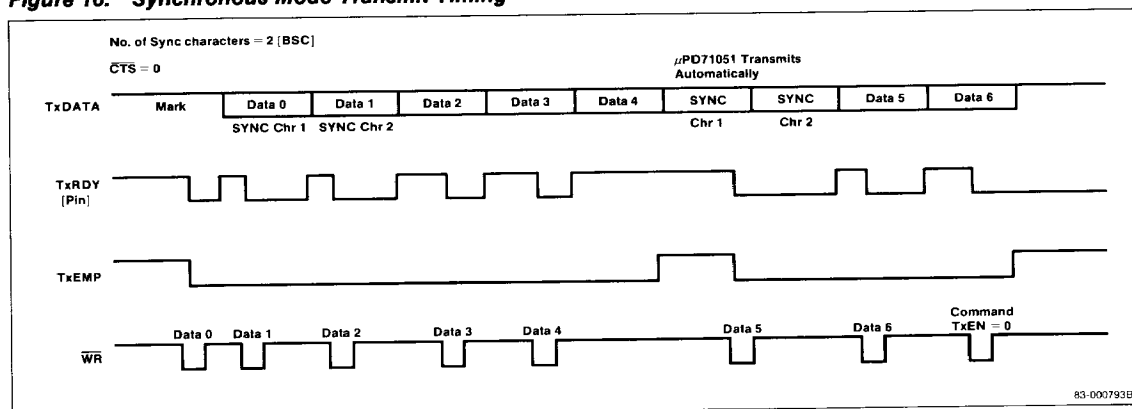 Figure 16. Synchronous Mode Transmit Timing
No. of Sync characters = 2 [BSC]
CTS = 0
μPD71051 Transmits
Automatically
TxDATA Mark Data 0 Data 1 Data 2 Data 3 Data 4 SYNC SYNC Data 5 Data 6
SYNC Chr 1 SYNC Chr 2 Chr 1 Chr 2
TxRDY
[Pin]
TxEMP
Command
Data 0 Data 1 Data 2 Data 3 Data 4 Data 5 Data 6 TxEN = 0
WR
83-000793B